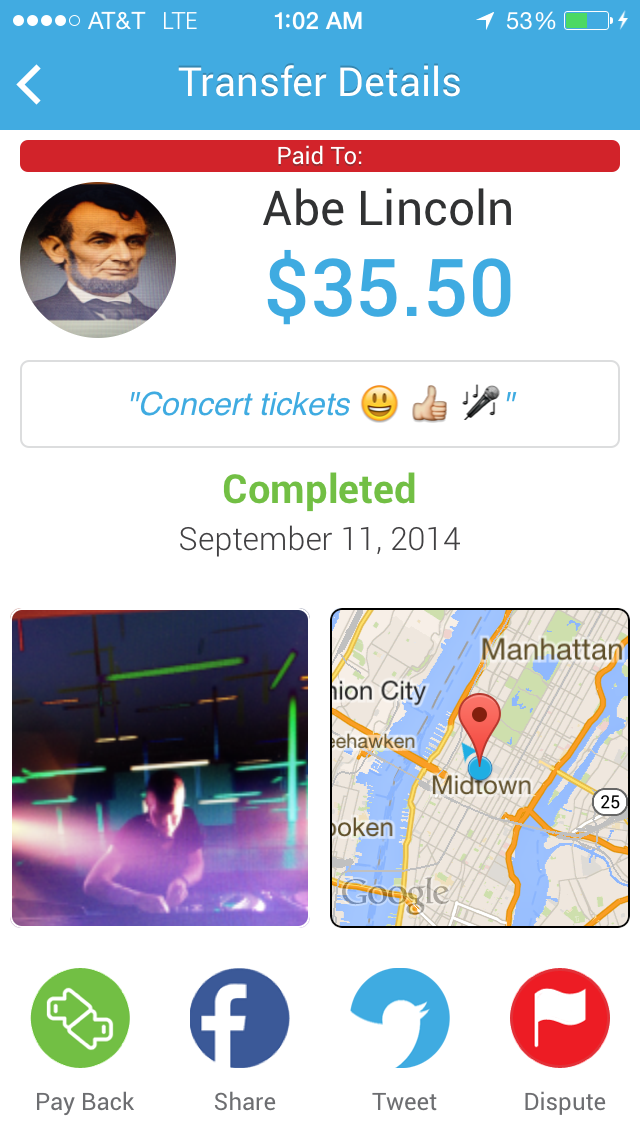 AT&T LTE 1:02 AM 53%
Transfer Details
Paid To:
Abe Lincoln
$35.50
"Concert tickets 😃 👍 🎤"
Completed
September 11, 2014
Manhattan
nion City
eehawken
Midtown
25
oken
Google
Pay Back Share Tweet Dispute